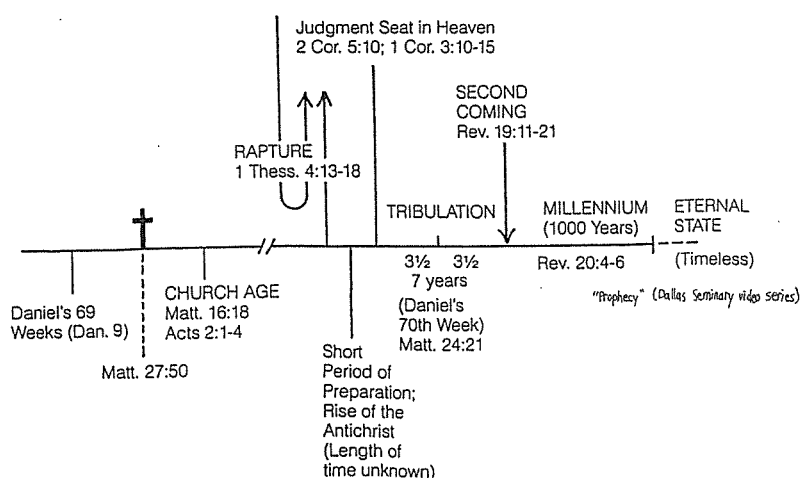 Judgment Seat in Heaven
2 Cor. 5:10; 1 Cor. 3:10-15
SECOND
COMING
Rev. 19:11-21
RAPTURE
1 Thess. 4:13-18
TRIBULATION
MILLENNIUM
(1000 Years)
ETERNAL
STATE
3½ 3½
7 years
(Daniel's
70th Week)
Matt. 24:21
Rev. 20:4-6
(Timeless)
"Prophecy" (Dallas Seminary video series)
Daniel's 69
Weeks (Dan. 9)
CHURCH AGE
Matt. 16:18
Acts 2:1-4
Matt. 27:50
Short
Period of
Preparation;
Rise of the
Antichrist
(Length of
time unknown)